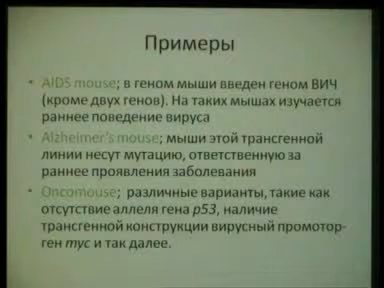 Примеры
• AIDS mouse; в геном мыши введен геном ВИЧ
(кроме двух генов). На таких мышах изучается
раннее поведение вируса
• Alzheimer's mouse; мыши этой трансгенной
линии несут мутацию, ответственную за
раннее проявления заболевания
• Oncomouse; различные варианты, такие как
отсутствие аллеля гена p53, наличие
трансгенной конструкции вирусный промотор-
ген myc и так далее.